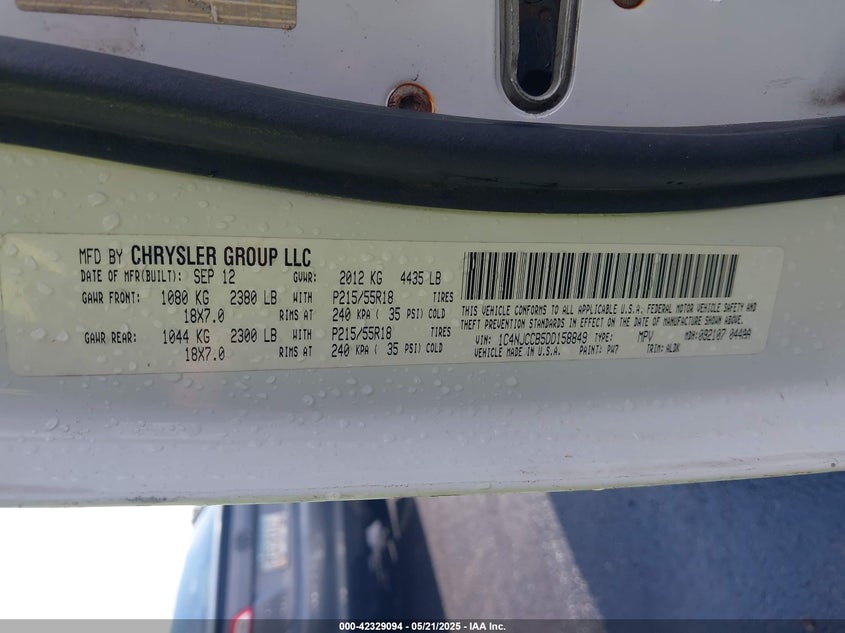 MFD BY CHRYSLER GROUP LLC
DATE OF MFR(BUILT): SEP 12 GVWR: 2012 KG 4435 LB
GAWR FRONT: 1080 KG 2380 LB WITH P215/55R18 TIRES
18X7.0 RIMS AT 240 KPA ( 35 PSI) COLD
GAWR REAR: 1044 KG 2300 LB WITH P215/55R18 TIRES
18X7.0 RIMS AT 240 KPA ( 35 PSI) COLD
THIS VEHICLE CONFORMS TO ALL APPLICABLE U.S.A. FEDERAL MOTOR VEHICLE SAFETY AND
THEFT PREVENTION STANDARDS IN EFFECT ON THE DATE OF MANUFACTURE SHOWN ABOVE.
VIN: 1C4NJCCB5DD158849 TYPE: MPV MDH: 092107 044AA
VEHICLE MADE IN U.S.A. PAINT: PW7 TRIM: ALDK
000-42329094 - 05/21/2025 - IAA Inc.